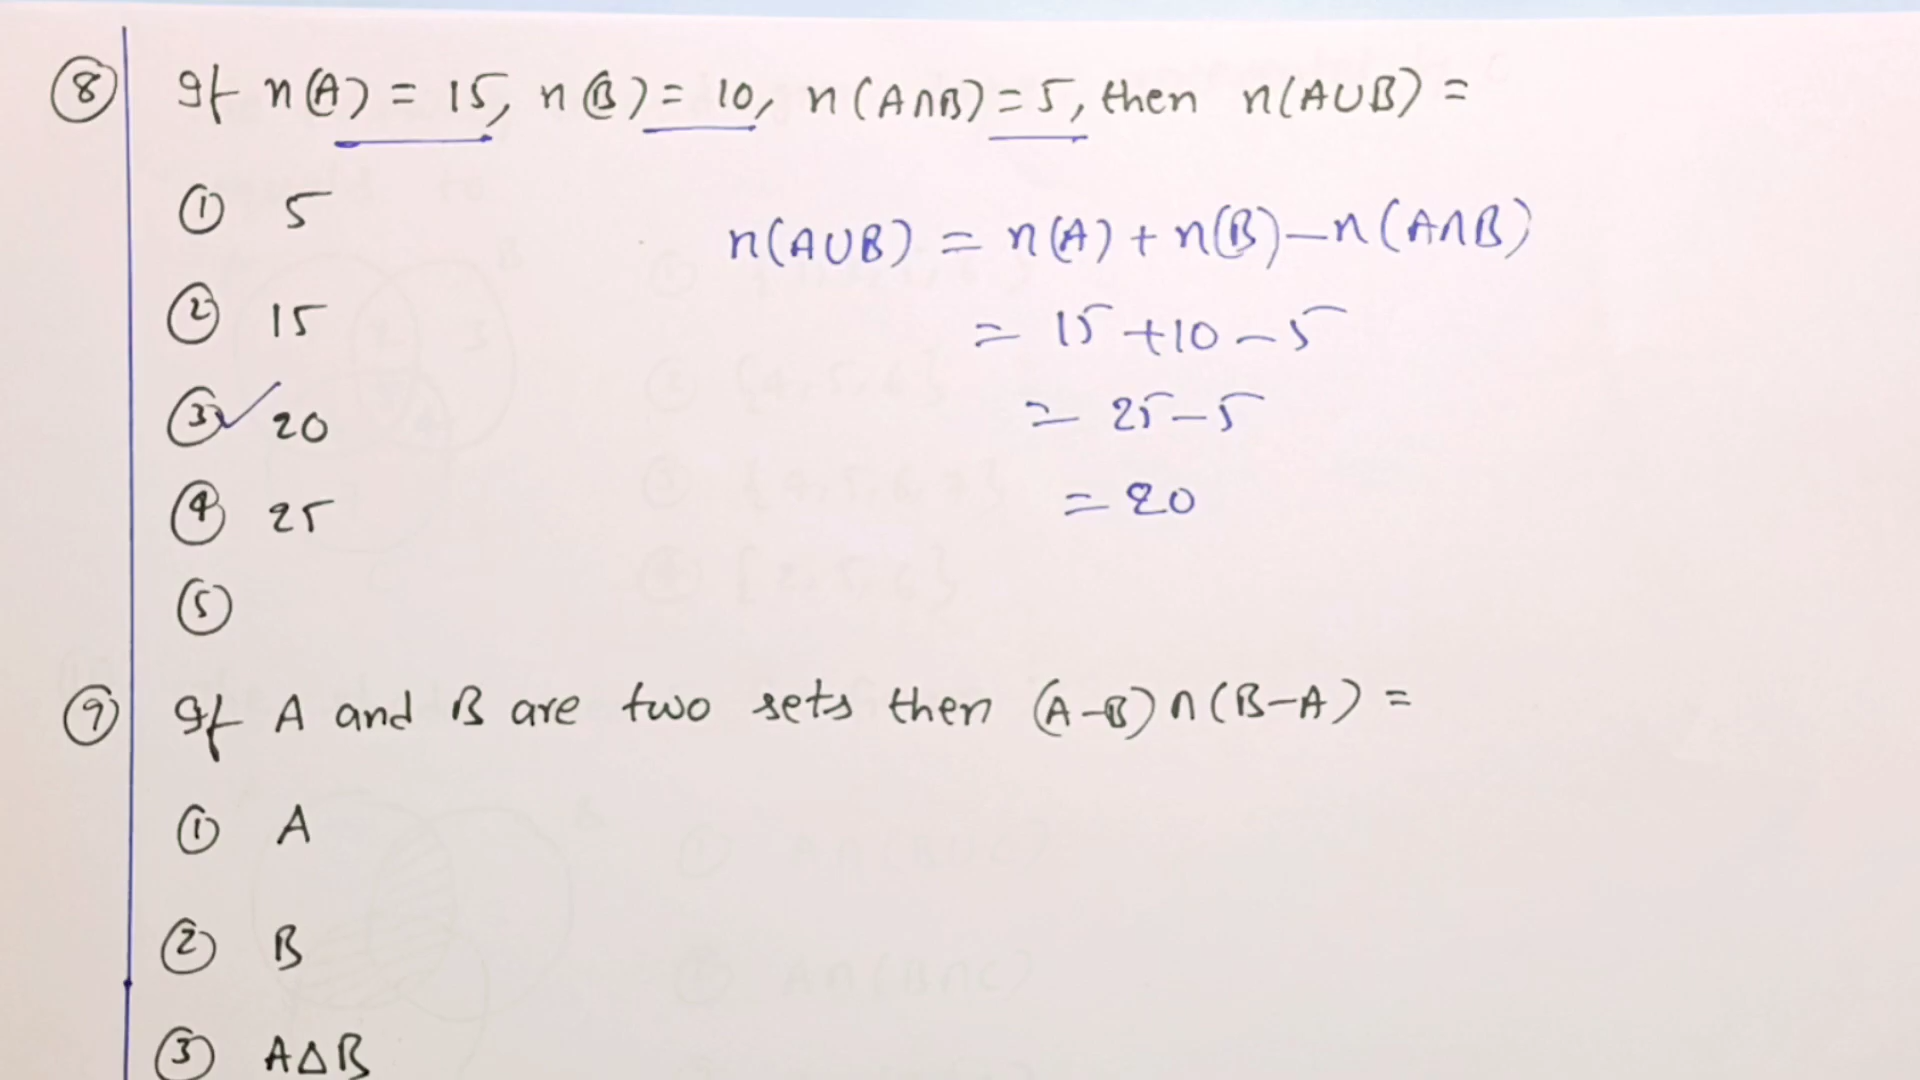 ⑧ If n(A) = 15, n(B) = 10, n(A∩B) = 5, then n(A∪B) =
① 5
n(A∪B) = n(A) + n(B) - n(A∩B)
② 15
= 15 + 10 - 5
③✓ 20
= 25 - 5
④ 25
= 20
⑤
⑨ If A and B are two sets then (A-B)∩(B-A) =
① A
② B
③ A△B